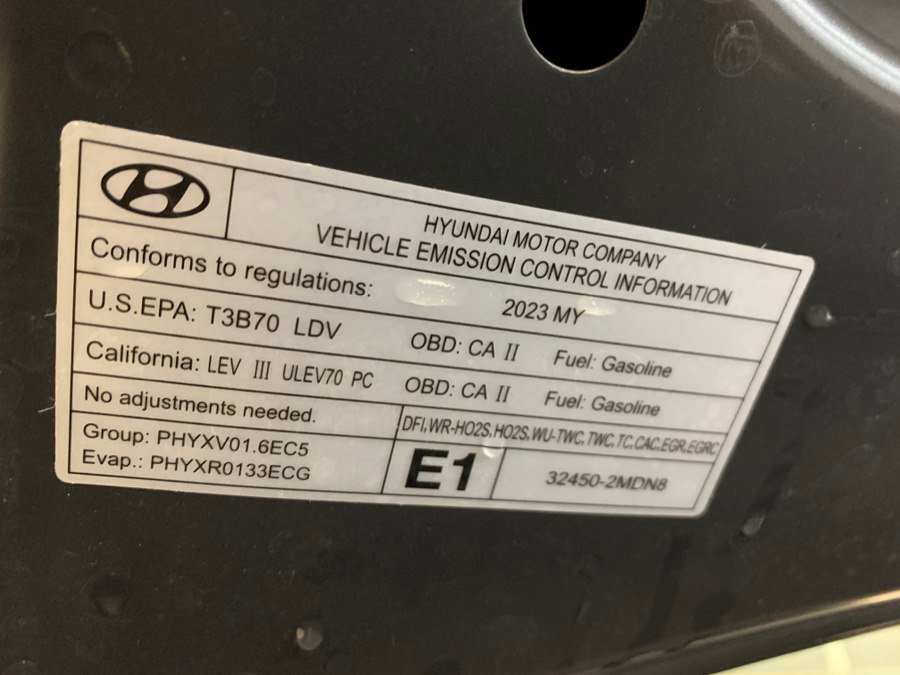 HYUNDAI MOTOR COMPANY
VEHICLE EMISSION CONTROL INFORMATION
Conforms to regulations: 2023 MY
U.S.EPA: T3B70 LDV OBD: CA II Fuel: Gasoline
California: LEV III ULEV70 PC OBD: CA II Fuel: Gasoline
No adjustments needed.
DFI,WR-HO2S,HO2S,WU-TWC,TWC,TC,CAC,EGR,EGRC
Group: PHYXV01.6EC5
Evap.: PHYXR0133ECG
E1
32450-2MDN8